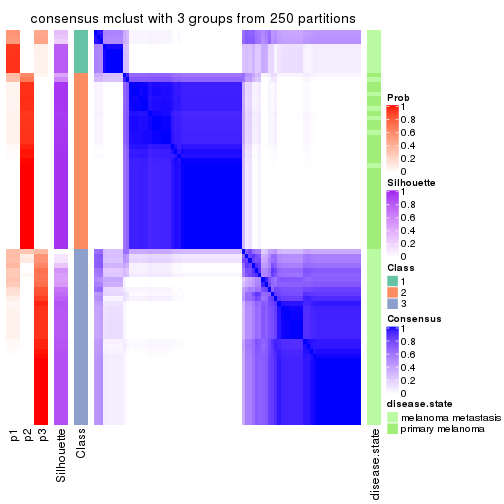 consensus mclust with 3 groups from 250 partitions
Prob
1
0.8
0.6
0.4
0.2
0
Silhouette
1
0.8
0.6
0.4
0.2
0
Class
1
2
3
Consensus
1
0.8
0.6
0.4
0.2
0
disease.state
melanoma metastasis
primary melanoma
p1
p2
p3
Silhouette
Class
disease.state